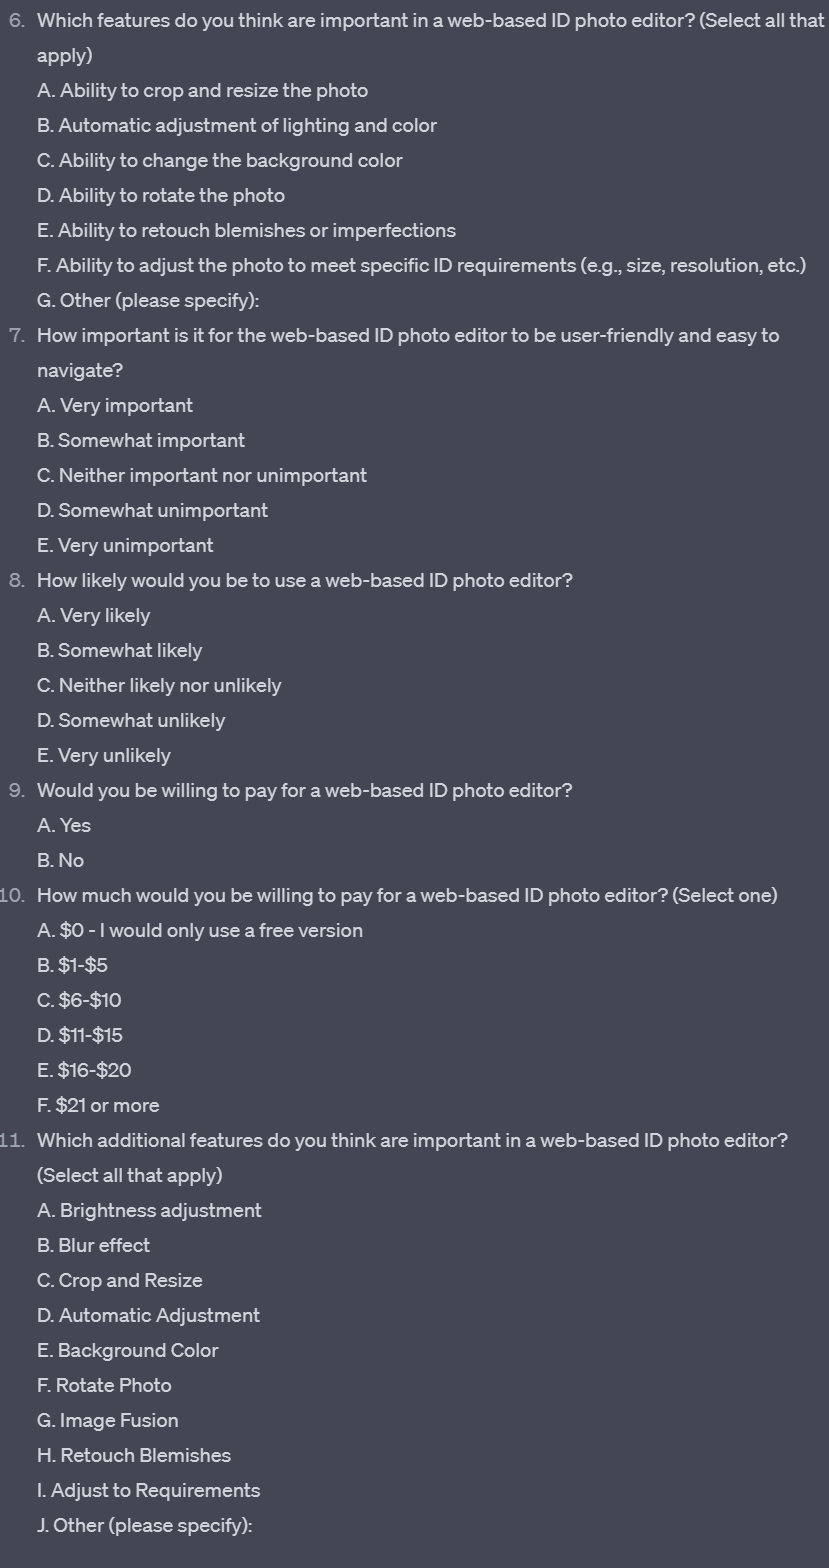 6. Which features do you think are important in a web-based ID photo editor? (Select all that
apply)
A. Ability to crop and resize the photo
B. Automatic adjustment of lighting and color
C. Ability to change the background color
D. Ability to rotate the photo
E. Ability to retouch blemishes or imperfections
F. Ability to adjust the photo to meet specific ID requirements (e.g., size, resolution, etc.)
G. Other (please specify):
7. How important is it for the web-based ID photo editor to be user-friendly and easy to
navigate?
A. Very important
B. Somewhat important
C. Neither important nor unimportant
D. Somewhat unimportant
E. Very unimportant
8. How likely would you be to use a web-based ID photo editor?
A. Very likely
B. Somewhat likely
C. Neither likely nor unlikely
D. Somewhat unlikely
E. Very unlikely
9. Would you be willing to pay for a web-based ID photo editor?
A. Yes
B. No
10. How much would you be willing to pay for a web-based ID photo editor? (Select one)
A. $0 - I would only use a free version
B. $1-$5
C. $6-$10
D. $11-$15
E. $16-$20
F. $21 or more
11. Which additional features do you think are important in a web-based ID photo editor?
(Select all that apply)
A. Brightness adjustment
B. Blur effect
C. Crop and Resize
D. Automatic Adjustment
E. Background Color
F. Rotate Photo
G. Image Fusion
H. Retouch Blemishes
I. Adjust to Requirements
J. Other (please specify):